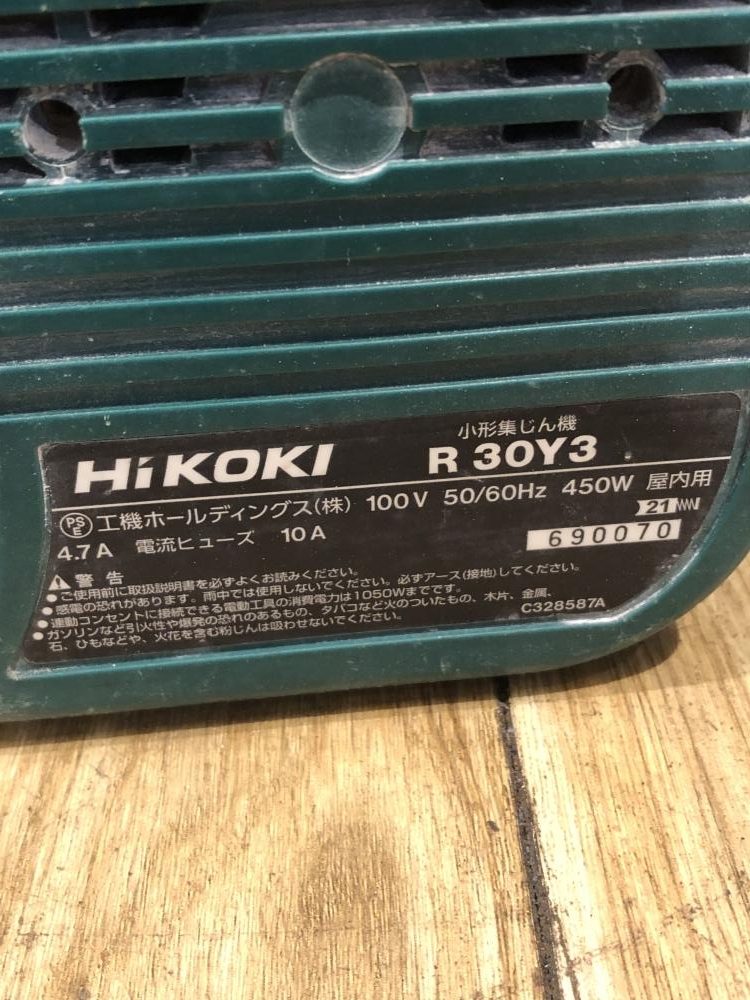 小形集じん機
HiKOKI R 30Y3
PSE 工機ホールディングス(株) 100V 50/60Hz 450W 屋内用
4.7A 電流ヒューズ 10A
21
690070
警告
●ご使用前に取扱説明書を必ずよくお読みください。
●感電の恐れがあります。雨中では使用しないでください。必ずアース(接地)してください。
●連動コンセントに接続できる電動工具の消費電力は1050Wまでです。
●ガソリンなど引火性や爆発の恐れのあるもの、タバコなど火のついたもの、木片、金属、
石、ひもなどや、火花を含む粉じんは吸わせないでください。
C328587A